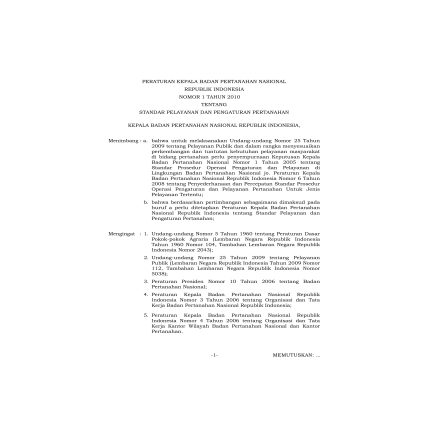 PERATURAN KEPALA BADAN PERTANAHAN NASIONAL
REPUBLIK INDONESIA
NOMOR 1 TAHUN 2010
TENTANG
STANDAR PELAYANAN DAN PENGATURAN PERTANAHAN
KEPALA BADAN PERTANAHAN NASIONAL REPUBLIK INDONESIA,
Menimbang : a. bahwa untuk melaksanakan Undang-undang Nomor 25 Tahun
2009 tentang Pelayanan Publik dan dalam rangka menyesuaikan
perkembangan dan tuntutan kebutuhan pelayanan masyarakat
di bidang pertanahan perlu penyempurnaan Keputusan Kepala
Badan Pertanahan Nasional Nomor 1 Tahun 2005 tentang
Standar Prosedur Operasi Pengaturan dan Pelayanan di
Lingkungan Badan Pertanahan Nasional jo. Peraturan Kepala
Badan Pertanahan Nasional Republik Indonesia Nomor 6 Tahun
2008 tentang Penyederhanaan dan Percepatan Standar Prosedur
Operasi Pengaturan dan Pelayanan Pertanahan Untuk Jenis
Pelayanan Tertentu;
b. bahwa berdasarkan pertimbangan sebagaimana dimaksud pada
huruf a perlu ditetapkan Peraturan Kepala Badan Pertanahan
Nasional Republik Indonesia tentang Standar Pelayanan dan
Pengaturan Pertanahan;
Mengingat : 1. Undang-undang Nomor 5 Tahun 1960 tentang Peraturan Dasar
Pokok-pokok Agraria (Lembaran Negara Republik Indonesia
Tahun 1960 Nomor 104, Tambahan Lembaran Negara Republik
Indonesia Nomor 2043);
2. Undang-undang Nomor 25 Tahun 2009 tentang Pelayanan
Publik (Lembaran Negara Republik Indonesia Tahun 2009 Nomor
112, Tambahan Lembaran Negara Republik Indonesia Nomor
5038);
3. Peraturan Presiden Nomor 10 Tahun 2006 tentang Badan
Pertanahan Nasional;
4. Peraturan Kepala Badan Pertanahan Nasional Republik
Indonesia Nomor 3 Tahun 2006 tentang Organisasi dan Tata
Kerja Badan Pertanahan Nasional Republik Indonesia;
5. Peraturan Kepala Badan Pertanahan Nasional Republik
Indonesia Nomor 4 Tahun 2006 tentang Organisasi dan Tata
Kerja Kantor Wilayah Badan Pertanahan Nasional dan Kantor
Pertanahan.
-1- MEMUTUSKAN: ...